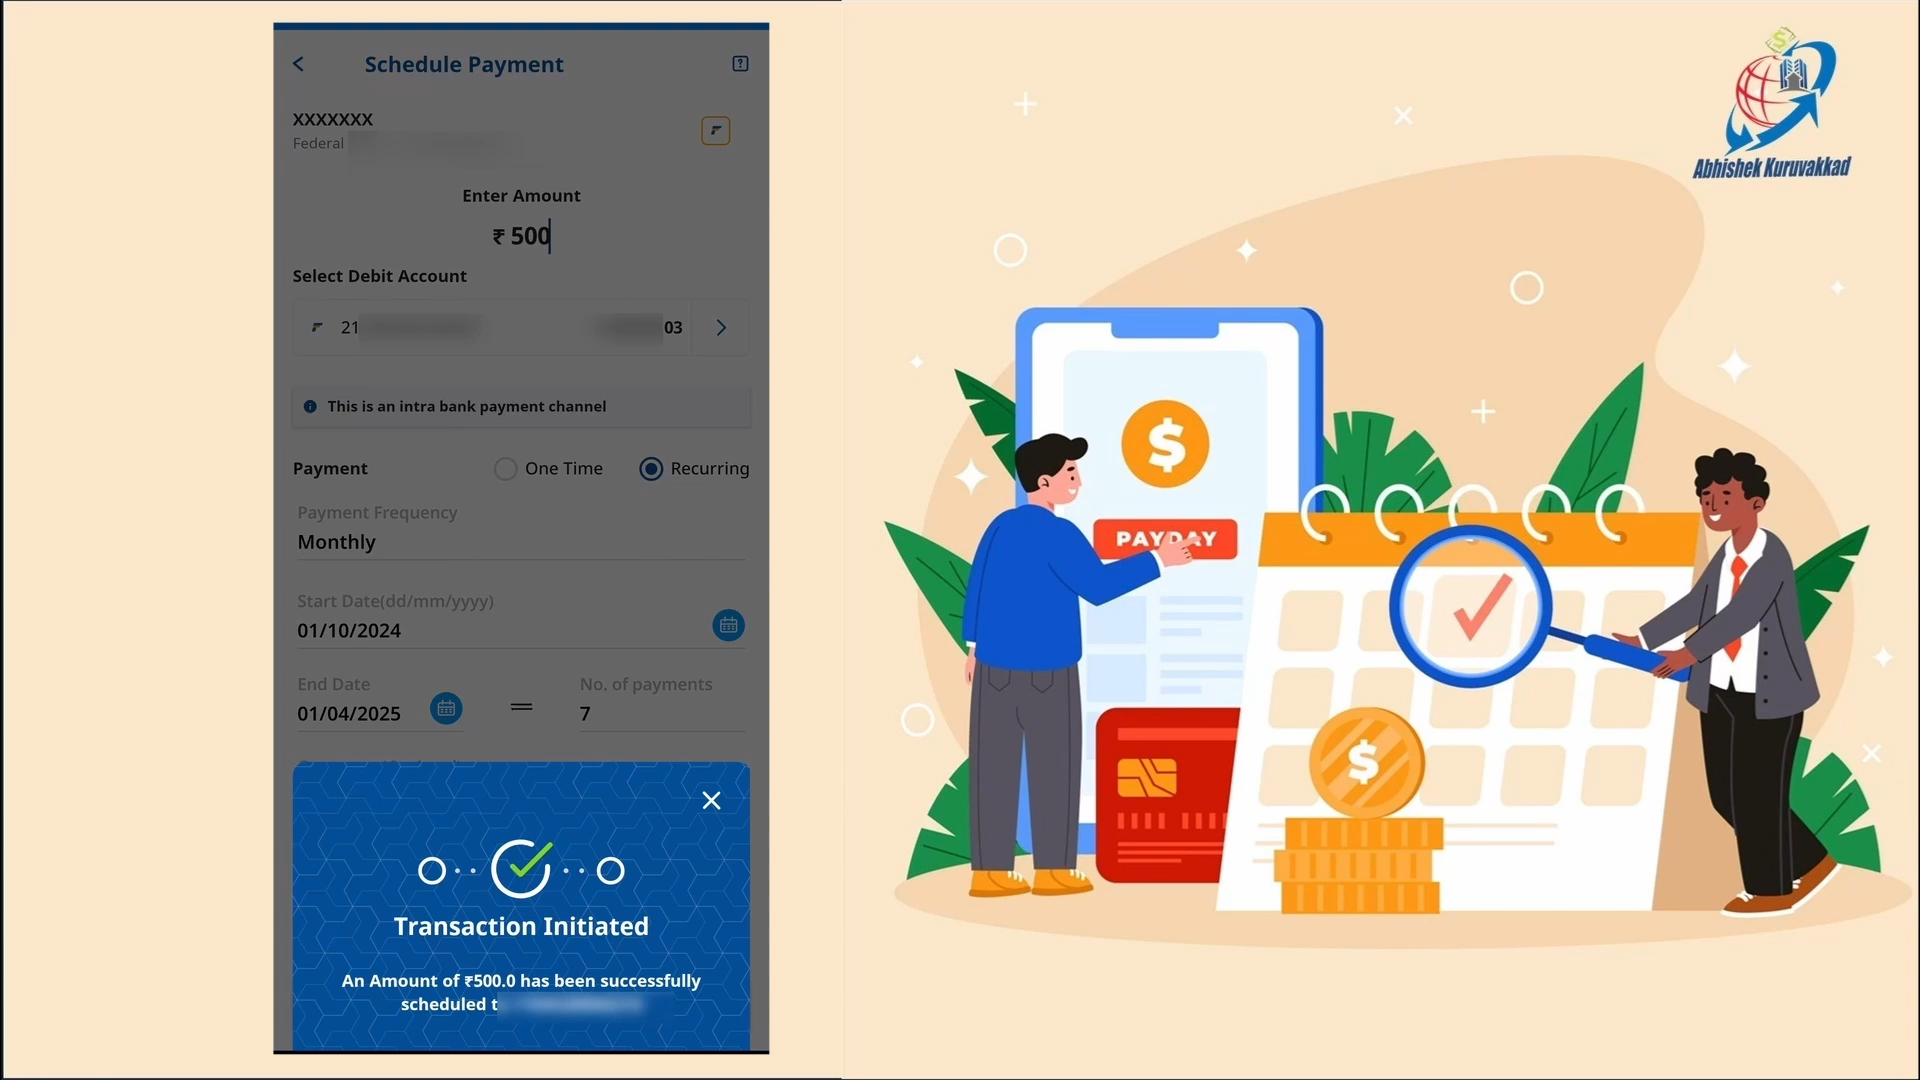 Schedule Payment
XXXXXXX
Federal
Enter Amount
₹ 500
Select Debit Account
21 03
This is an intra bank payment channel
Payment One Time Recurring
Payment Frequency
Monthly
Start Date(dd/mm/yyyy)
01/10/2024
End Date No. of payments
01/04/2025 7
Transaction Initiated
An Amount of ₹500.0 has been successfully
scheduled
Abhishek Kuruvakkad
PAYDAY